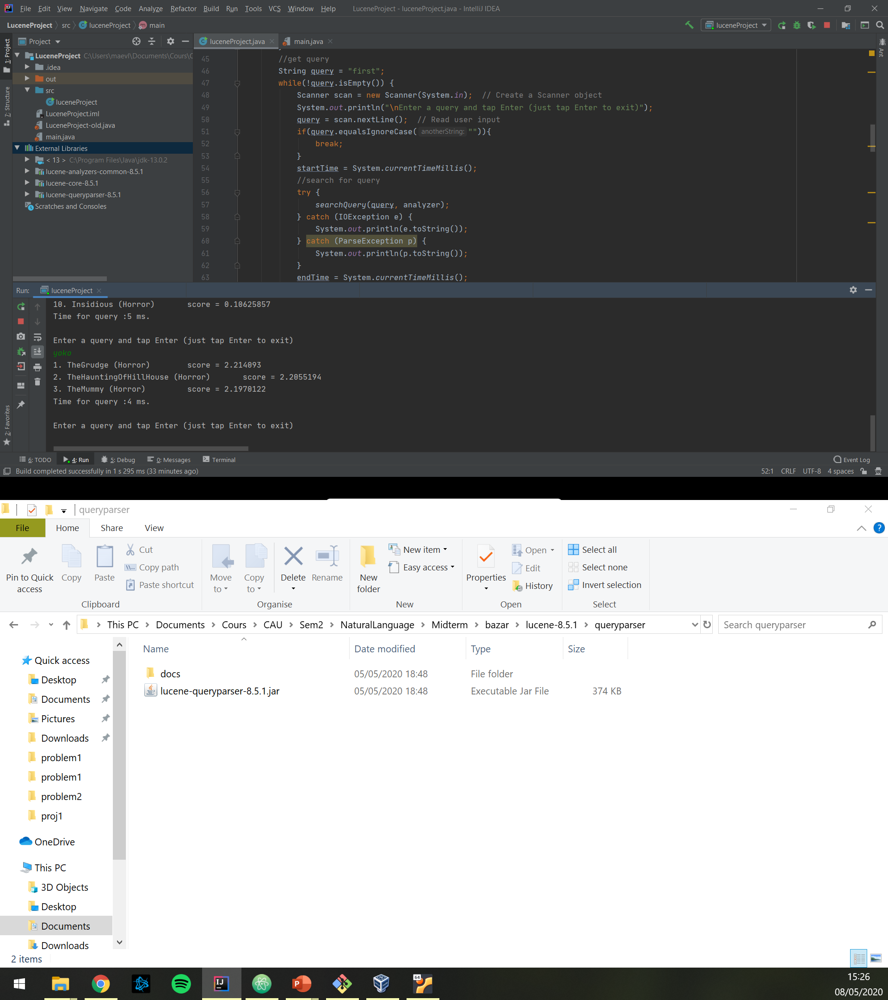 File Edit View Navigate Code Analyze Refactor Build Run Tools VCS Window Help LuceneProject - luceneProject.java - IntelliJ IDEA
LuceneProject src luceneProject main luceneProject
1: Project
7: Structure
2: Favorites
Ant
Project
LuceneProject C:\Users\maevl\Documents\Cours\C
.idea
out
src
luceneProject
LuceneProject.iml
LuceneProject-old.java
main.java
External Libraries
< 13 > C:\Program Files\Java\jdk-13.0.2
lucene-analyzers-common-8.5.1
lucene-core-8.5.1
lucene-queryparser-8.5.1
Scratches and Consoles
luceneProject.java main.java
45 //get query
46 String query = "first";
47 while(!query.isEmpty()) {
48 Scanner scan = new Scanner(System.in); // Create a Scanner object
49 System.out.println("\nEnter a query and tap Enter (just tap Enter to exit)");
50 query = scan.nextLine(); // Read user input
51 if(query.equalsIgnoreCase( anotherString: "")){
52 break;
53 }
54 startTime = System.currentTimeMillis();
55 //search for query
56 try {
57 searchQuery(query, analyzer);
58 } catch (IOException e) {
59 System.out.println(e.toString());
60 } catch (ParseException p) {
61 System.out.println(p.toString());
62 }
63 endTime = System.currentTimeMillis();
Run: luceneProject
10. Insidious (Horror) score = 0.10625857
Time for query :5 ms.
Enter a query and tap Enter (just tap Enter to exit)
yoko
1. TheGrudge (Horror) score = 2.214093
2. TheHauntingOfHillHouse (Horror) score = 2.2055194
3. TheMummy (Horror) score = 2.1970122
Time for query :4 ms.
Enter a query and tap Enter (just tap Enter to exit)
6: TODO 4: Run 5: Debug 0: Messages Terminal Event Log
Build completed successfully in 1 s 295 ms (33 minutes ago) 52:1 CRLF UTF-8 4 spaces
queryparser
File Home Share View
Pin to Quick access
Copy
Paste
Cut
Copy path
Paste shortcut
Clipboard
Move to
Copy to
Delete
Rename
Organise
New folder
New item
Easy access
New
Properties
Open
Edit
History
Open
Select all
Select none
Invert selection
Select
This PC Documents Cours CAU Sem2 NaturalLanguage Midterm bazar lucene-8.5.1 queryparser Search queryparser
Name Date modified Type Size
docs 05/05/2020 18:48 File folder
lucene-queryparser-8.5.1.jar 05/05/2020 18:48 Executable Jar File 374 KB
Quick access
Desktop
Documents
Pictures
Downloads
problem1
problem1
problem2
proj1
OneDrive
This PC
3D Objects
Desktop
Documents
Downloads
2 items
15:26
08/05/2020